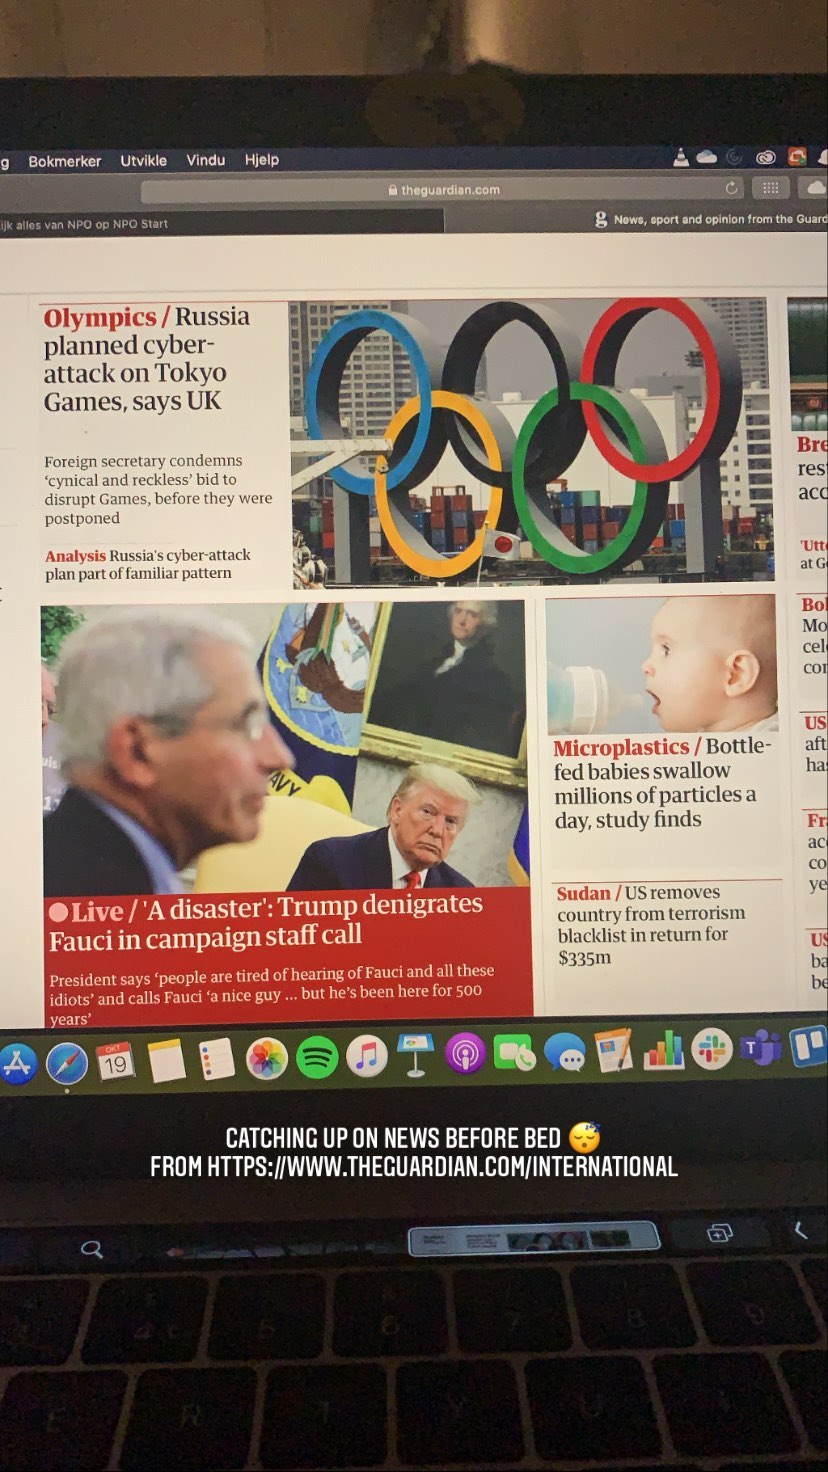 g Bokmerker Utvikle Vindu Hjelp
theguardian.com
ijk alles van NPO op NPO Start
g News, sport and opinion from the Guard
Olympics / Russia
planned cyber-
attack on Tokyo
Games, says UK
Foreign secretary condemns
‘cynical and reckless’ bid to
disrupt Games, before they were
postponed
Analysis Russia's cyber-attack
plan part of familiar pattern
Bre
res
acc
'Utt
at G
AVY
Live / 'A disaster': Trump denigrates
Fauci in campaign staff call
President says ‘people are tired of hearing of Fauci and all these
idiots’ and calls Fauci ‘a nice guy ... but he’s been here for 500
years’
Microplastics / Bottle-
fed babies swallow
millions of particles a
day, study finds
Sudan / US removes
country from terrorism
blacklist in return for
$335m
Bol
Mo
cel
con
US
aft
ha
Fr
ac
co
ye
US
ba
be
OKT
19
T
CATCHING UP ON NEWS BEFORE BED 😴
FROM HTTPS://WWW.THEGUARDIAN.COM/INTERNATIONAL